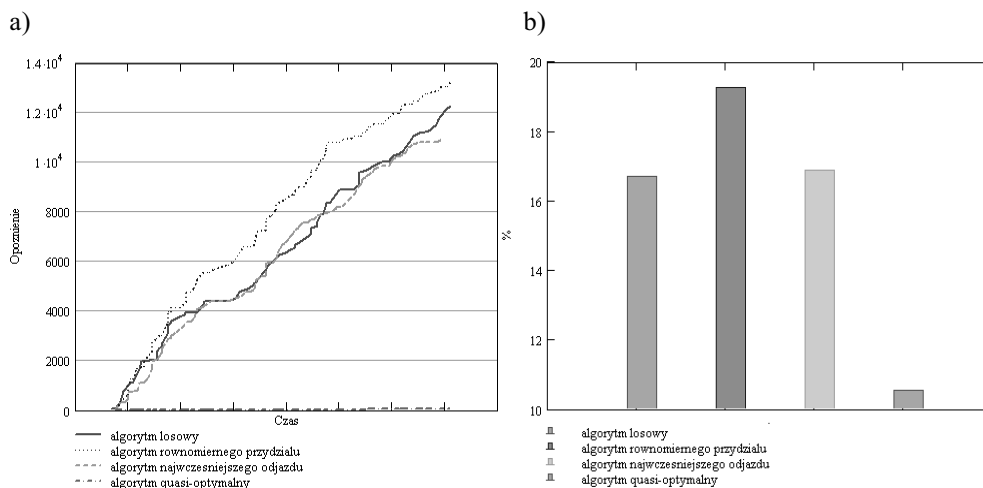 a)
1.4·10⁴
1.2·10⁴
1·10⁴
8000
6000
4000
2000
0
Opoznienie
Czas
algorytm losowy
algorytm rownomiernego przydzialu
algorytm najwczesniejszego odjazdu
algorytm quasi-optymalny
b)
20
18
16
14
12
10
%
algorytm losowy
algorytm rownomiernego przydzialu
algorytm najwczesniejszego odjazdu
algorytm quasi-optymalny